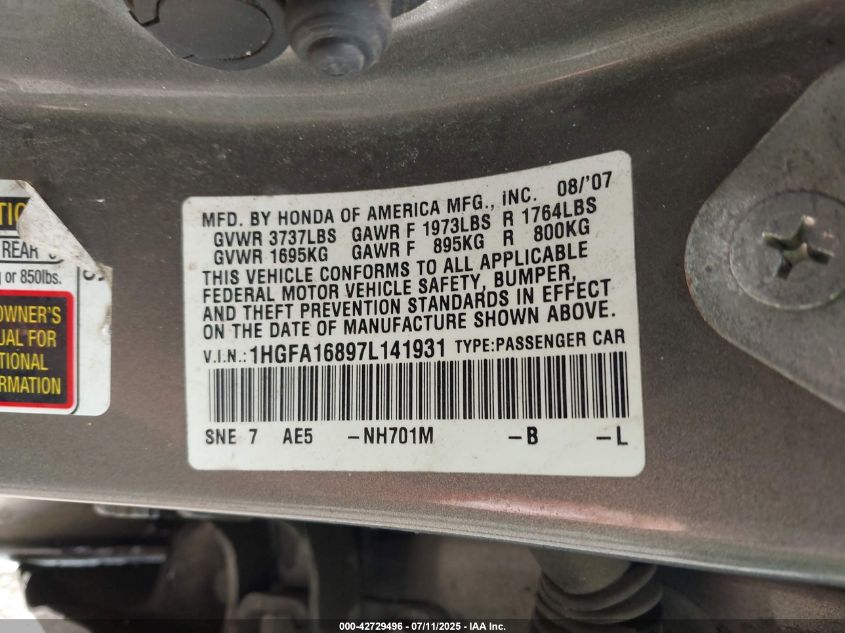 MFD. BY HONDA OF AMERICA MFG., INC. 08/'07
GVWR 3737LBS GAWR F 1973LBS R 1764LBS
GVWR 1695KG GAWR F 895KG R 800KG
THIS VEHICLE CONFORMS TO ALL APPLICABLE
FEDERAL MOTOR VEHICLE SAFETY, BUMPER,
AND THEFT PREVENTION STANDARDS IN EFFECT
ON THE DATE OF MANUFACTURE SHOWN ABOVE.
V.I.N.: 1HGFA16897L141931 TYPE:PASSENGER CAR
SNE 7 AE5 -NH701M -B -L
REAR
or 850lbs.
OWNER'S
FOR
000-42729496 - 07/11/2025 - IAA Inc.